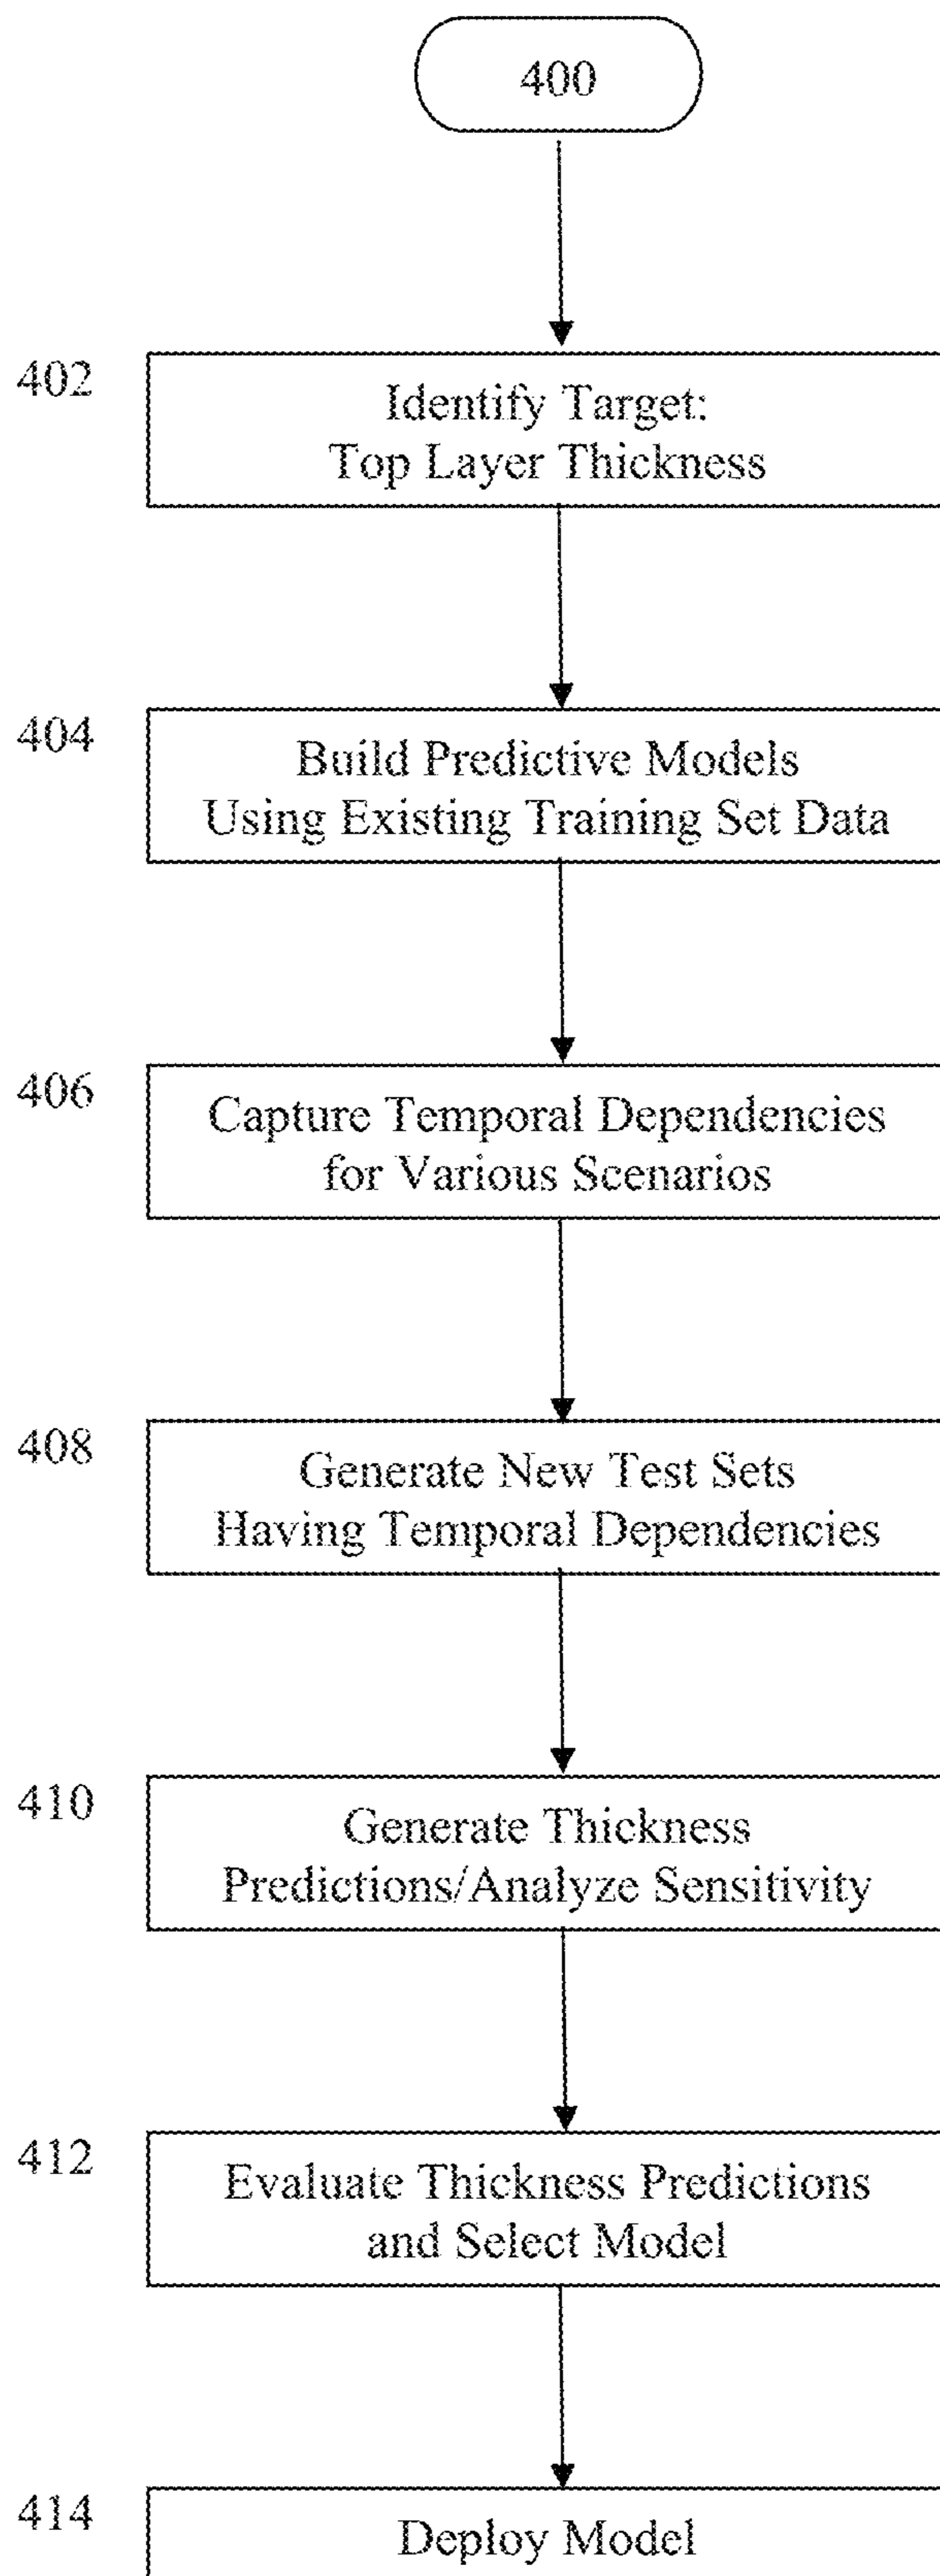 400
402
Identify Target:
Top Layer Thickness
404
Build Predictive Models
Using Existing Training Set Data
406
Capture Temporal Dependencies
for Various Scenarios
408
Generate New Test Sets
Having Temporal Dependencies
410
Generate Thickness
Predictions/Analyze Sensitivity
412
Evaluate Thickness Predictions
and Select Model
414
Deploy Model